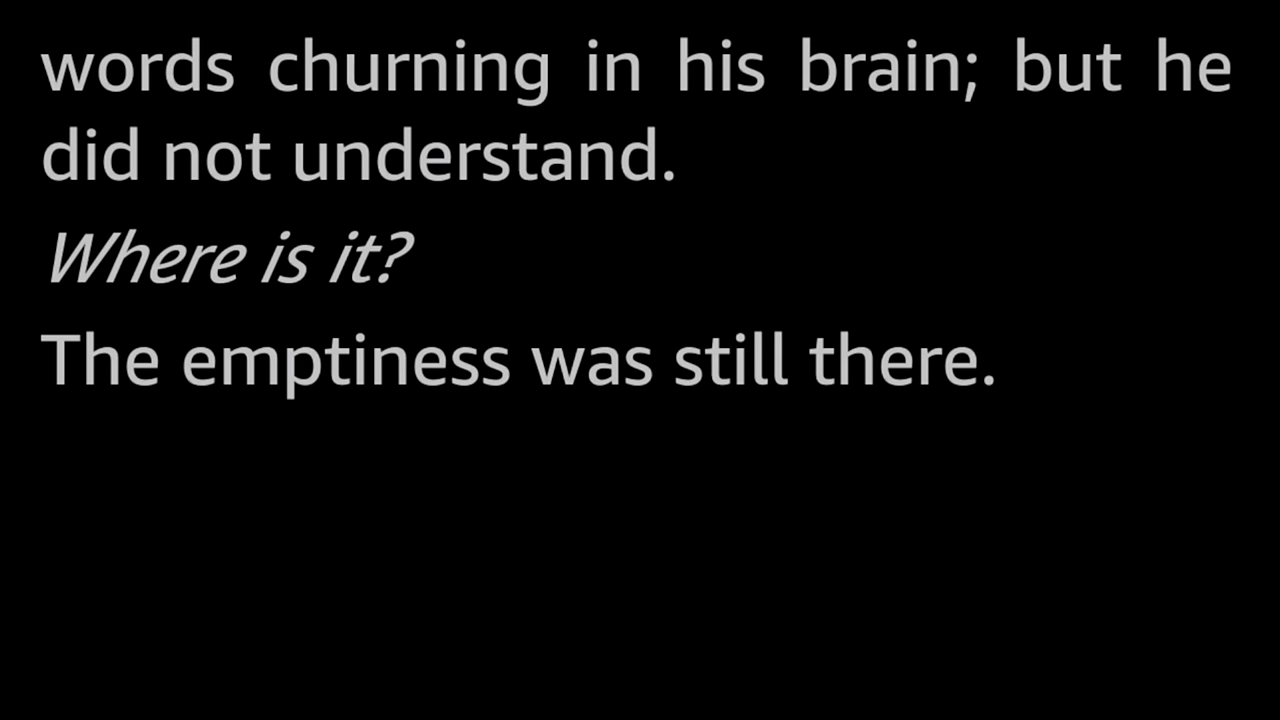 words churning in his brain; but he
did not understand.
Where is it?
The emptiness was still there.